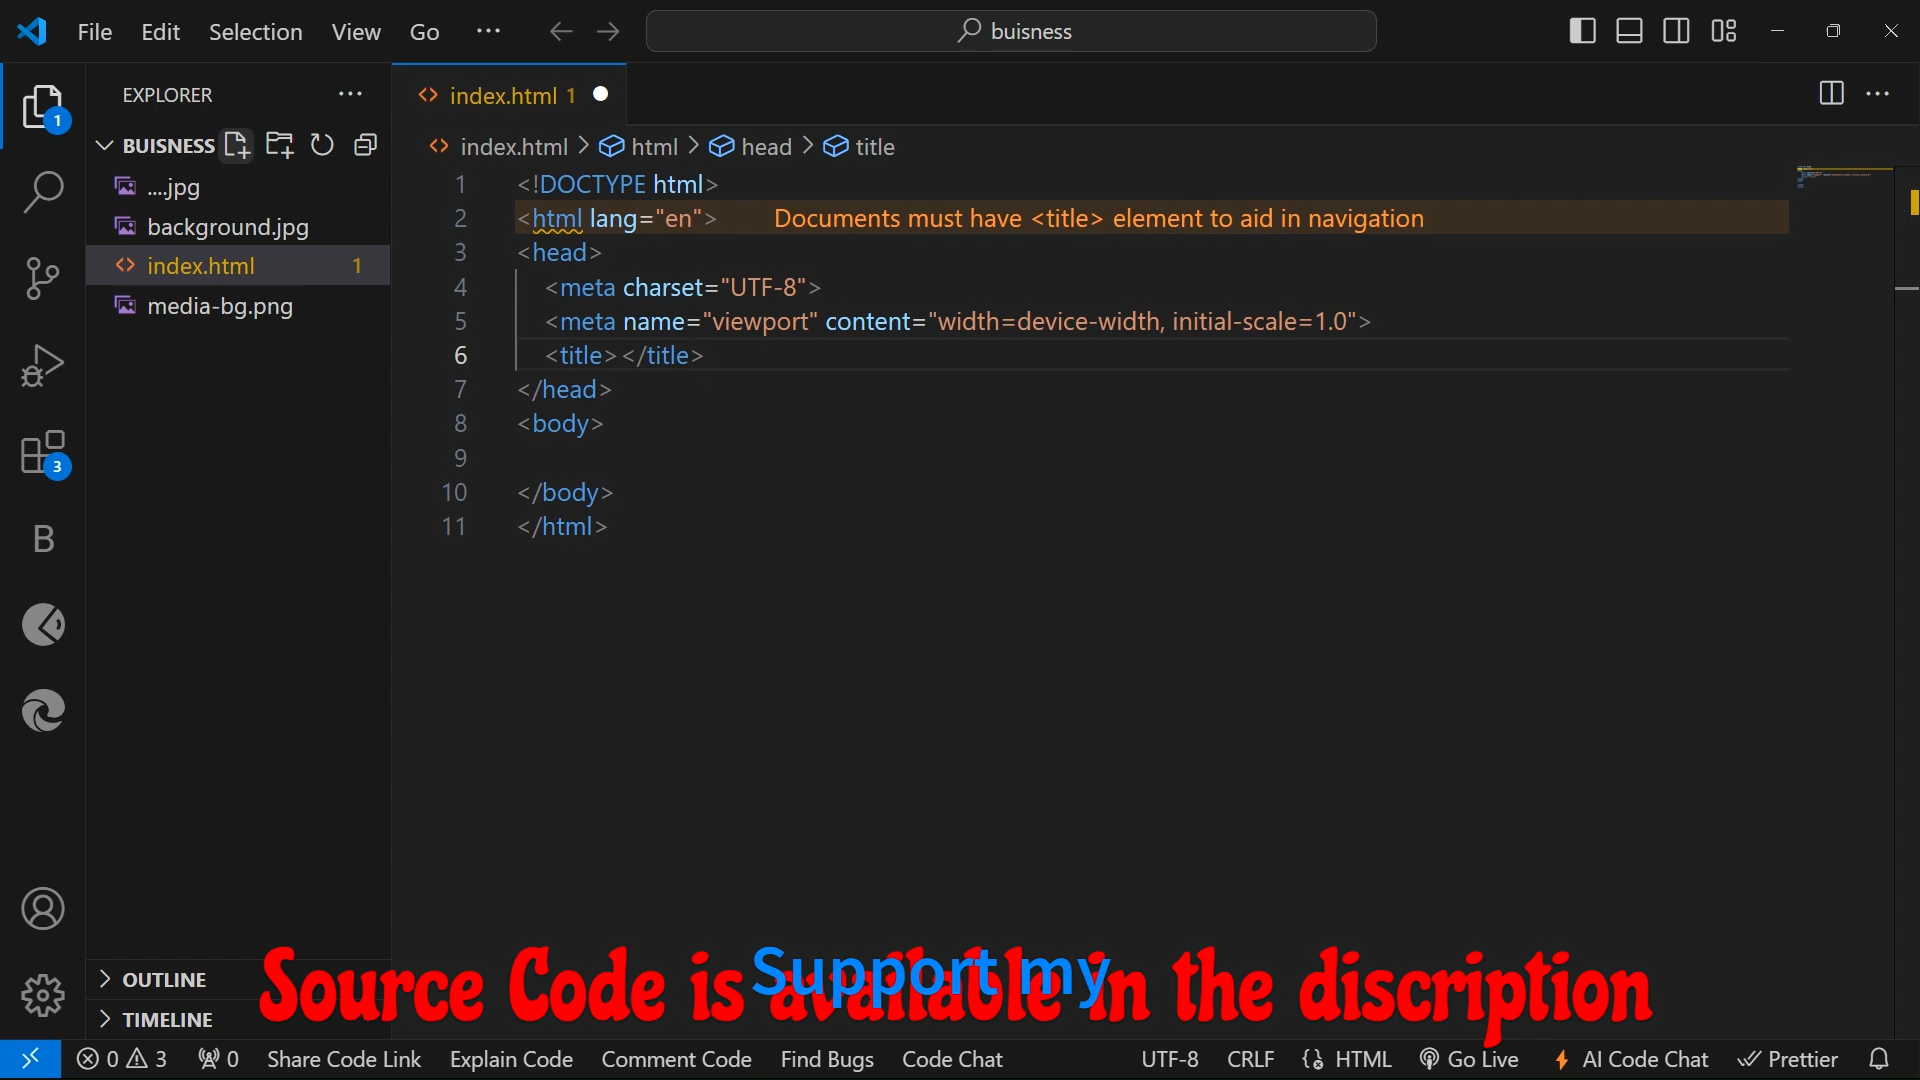 File Edit Selection View Go ··· buisness
EXPLORER ···
BUISNESS
....jpg
background.jpg
index.html 1
media-bg.png
OUTLINE
TIMELINE
1
3
B
index.html 1
index.html > html > head > title
1 <!DOCTYPE html>
2 <html lang="en"> Documents must have <title> element to aid in navigation
3 <head>
4 <meta charset="UTF-8">
5 <meta name="viewport" content="width=device-width, initial-scale=1.0">
6 <title></title>
7 </head>
8 <body>
9
10 </body>
11 </html>
Source Code is available in the discription
Support my
0 3 0 Share Code Link Explain Code Comment Code Find Bugs Code Chat UTF-8 CRLF HTML Go Live AI Code Chat Prettier